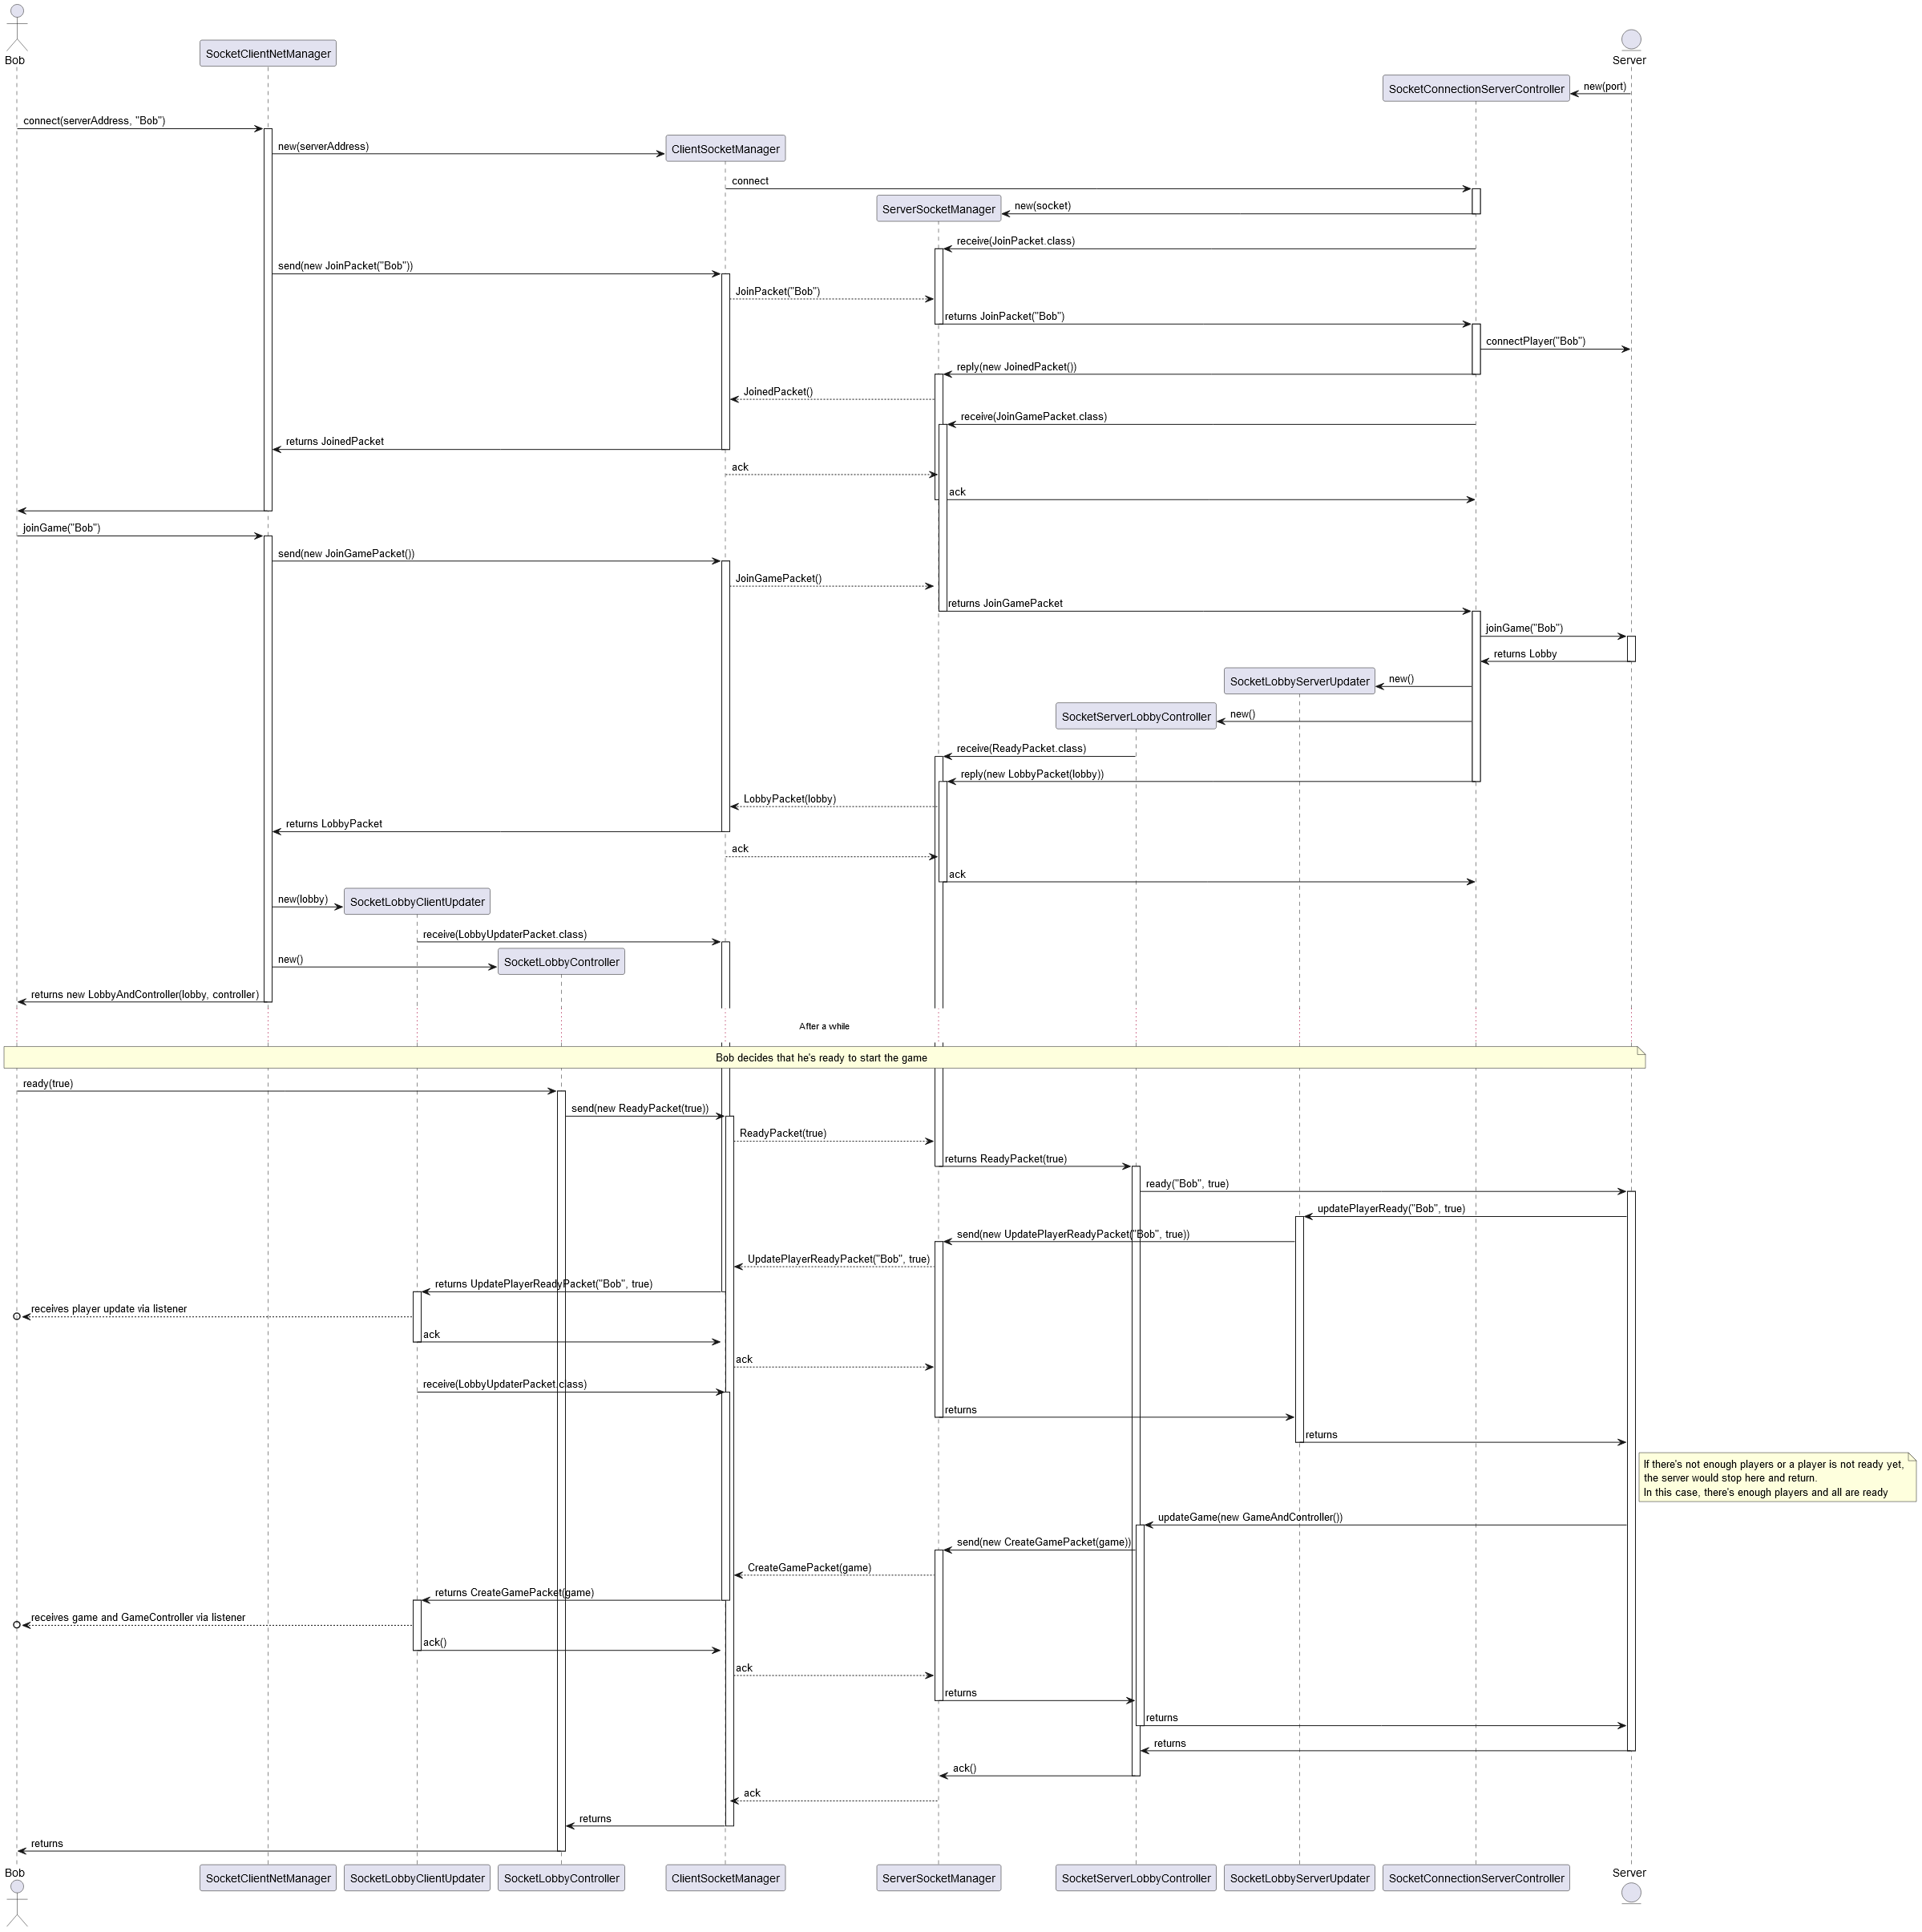 Bob
SocketClientNetManager
Server
SocketConnectionServerController
new(port)
connect(serverAddress, "Bob")
new(serverAddress)
ClientSocketManager
connect
ServerSocketManager
new(socket)
receive(JoinPacket.class)
send(new JoinPacket("Bob"))
JoinPacket("Bob")
returns JoinPacket("Bob")
connectPlayer("Bob")
reply(new JoinedPacket())
JoinedPacket()
receive(JoinGamePacket.class)
returns JoinedPacket
ack
ack
joinGame("Bob")
send(new JoinGamePacket())
JoinGamePacket()
returns JoinGamePacket
joinGame("Bob")
returns Lobby
SocketLobbyServerUpdater
new()
SocketServerLobbyController
new()
receive(ReadyPacket.class)
reply(new LobbyPacket(lobby))
LobbyPacket(lobby)
returns LobbyPacket
ack
ack
new(lobby)
SocketLobbyClientUpdater
receive(LobbyUpdaterPacket.class)
new()
SocketLobbyController
returns new LobbyAndController(lobby, controller)
After a while
Bob decides that he's ready to start the game
ready(true)
send(new ReadyPacket(true))
ReadyPacket(true)
returns ReadyPacket(true)
ready("Bob", true)
updatePlayerReady("Bob", true)
send(new UpdatePlayerReadyPacket("Bob", true))
UpdatePlayerReadyPacket("Bob", true)
returns UpdatePlayerReadyPacket("Bob", true)
receives player update via listener
ack
ack
receive(LobbyUpdaterPacket.class)
returns
returns
If there's not enough players or a player is not ready yet,
the server would stop here and return.
In this case, there's enough players and all are ready
updateGame(new GameAndController())
send(new CreateGamePacket(game))
CreateGamePacket(game)
returns CreateGamePacket(game)
receives game and GameController via listener
ack()
ack
returns
returns
returns
ack()
ack
returns
returns
Bob
SocketClientNetManager
SocketLobbyClientUpdater
SocketLobbyController
ClientSocketManager
ServerSocketManager
SocketServerLobbyController
SocketLobbyServerUpdater
SocketConnectionServerController
Server